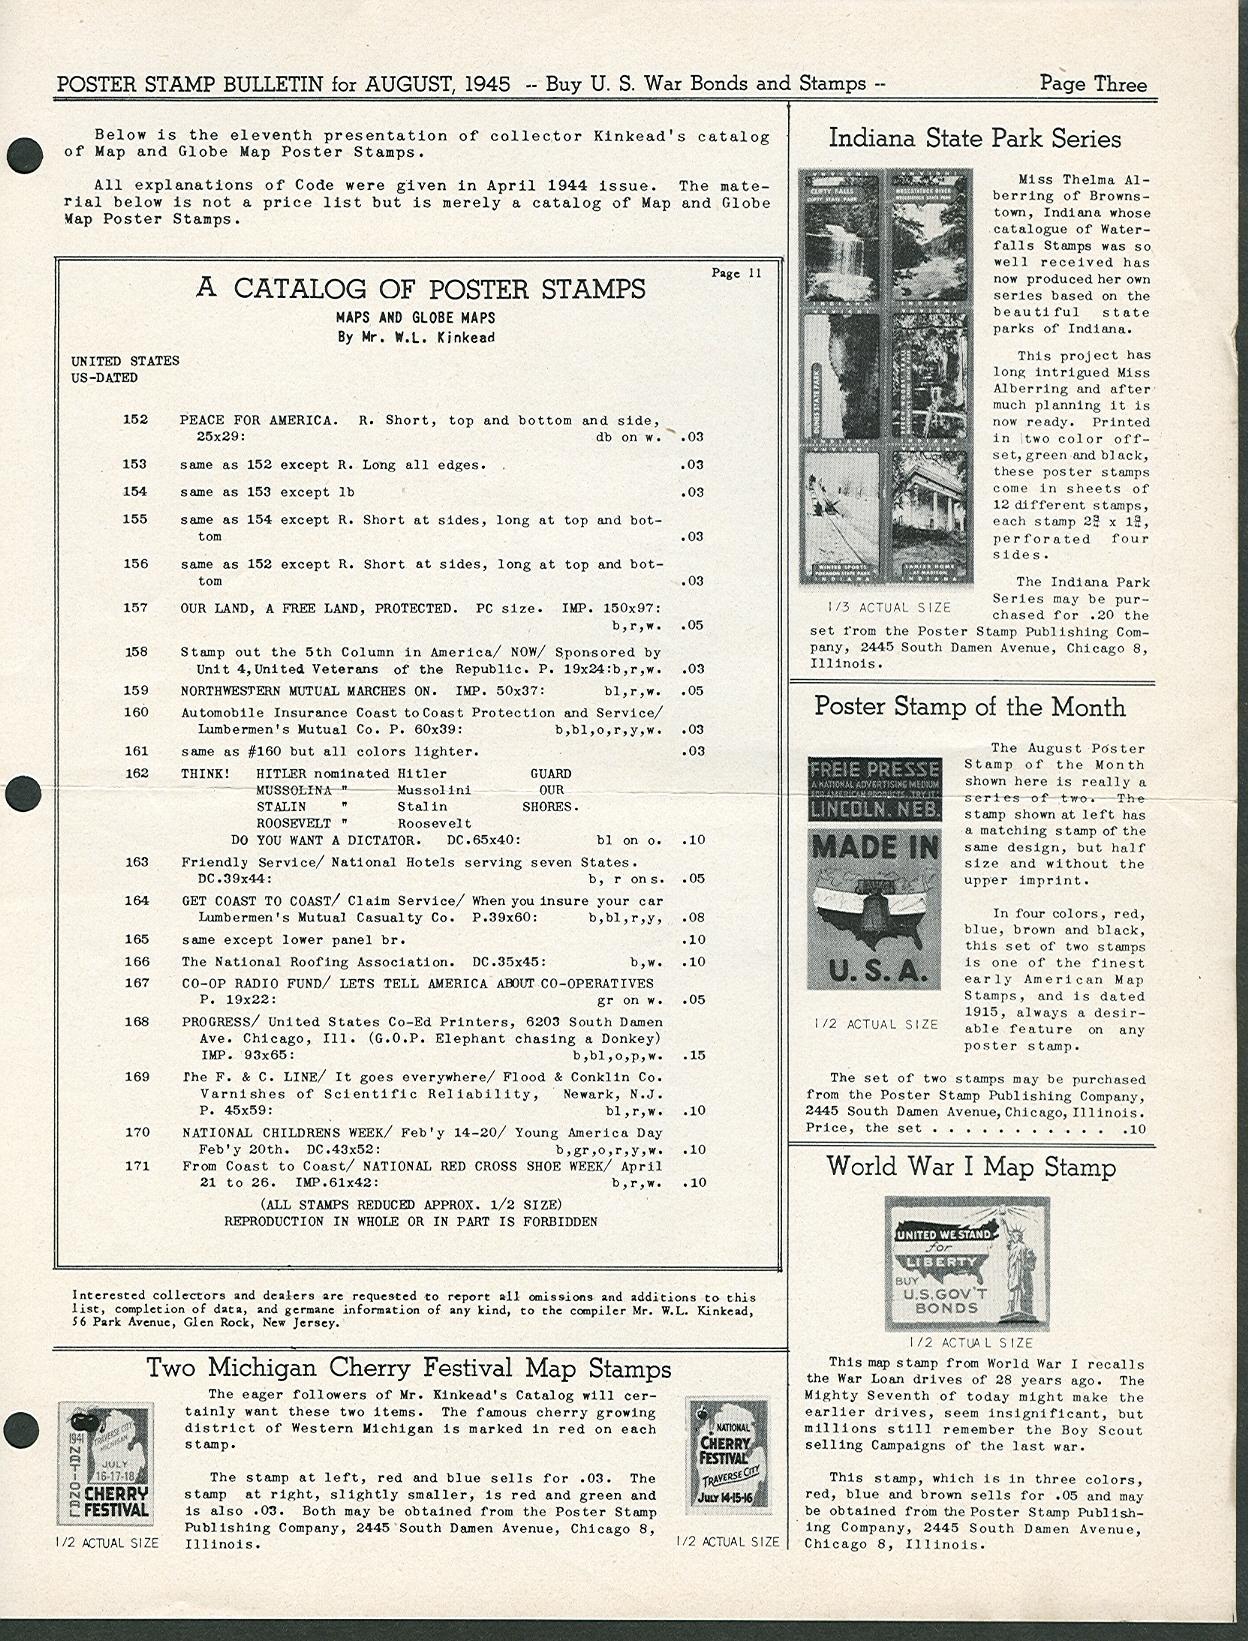 POSTER STAMP BULLETIN for AUGUST, 1945 -- Buy U. S. War Bonds and Stamps -- Page Three
Below is the eleventh presentation of collector Kinkead's catalog
of Map and Globe Map Poster Stamps.
All explanations of Code were given in April 1944 issue. The mate-
rial below is not a price list but is merely a catalog of Map and Globe
Map Poster Stamps.
Page 11
A CATALOG OF POSTER STAMPS
MAPS AND GLOBE MAPS
By Mr. W.L. Kinkead
UNITED STATES
US-DATED
152 PEACE FOR AMERICA. R. Short, top and bottom and side,
25x29: db on w. .03
153 same as 152 except R. Long all edges. .03
154 same as 153 except lb .03
155 same as 154 except R. Short at sides, long at top and bot-
tom .03
156 same as 152 except R. Short at sides, long at top and bot-
tom .03
157 OUR LAND, A FREE LAND, PROTECTED. PC size. IMP. 150x97:
b,r,w. .05
158 Stamp out the 5th Column in America/ NOW/ Sponsored by
Unit 4,United Veterans of the Republic. P. 19x24:b,r,w. .03
159 NORTHWESTERN MUTUAL MARCHES ON. IMP. 50x37: bl,r,w. .05
160 Automobile Insurance Coast to Coast Protection and Service/
Lumbermen's Mutual Co. P. 60x39: b,bl,o,r,y,w. .03
161 same as #160 but all colors lighter. .03
162 THINK! HITLER nominated Hitler GUARD
MUSSOLINA " Mussolini OUR
STALIN " Stalin SHORES.
ROOSEVELT " Roosevelt
DO YOU WANT A DICTATOR. DC.65x40: bl on o. .10
163 Friendly Service/ National Hotels serving seven States.
DC.39x44: b, r on s. .05
164 GET COAST TO COAST/ Claim Service/ When you insure your car
Lumbermen's Mutual Casualty Co. P.39x60: b,bl,r,y, .08
165 same except lower panel br. .10
166 The National Roofing Association. DC.35x45: b,w. .10
167 CO-OP RADIO FUND/ LETS TELL AMERICA ABOUT CO-OPERATIVES
P. 19x22: gr on w. .05
168 PROGRESS/ United States Co-Ed Printers, 6203 South Damen
Ave. Chicago, Ill. (G.O.P. Elephant chasing a Donkey)
IMP. 93x65: b,bl,o,p,w. .15
169 The F. & C. LINE/ It goes everywhere/ Flood & Conklin Co.
Varnishes of Scientific Reliability, Newark, N.J.
P. 45x59: bl,r,w. .10
170 NATIONAL CHILDRENS WEEK/ Feb'y 14-20/ Young America Day
Feb'y 20th. DC.43x52: b,gr,o,r,y,w. .10
171 From Coast to Coast/ NATIONAL RED CROSS SHOE WEEK/ April
21 to 26. IMP.61x42: b,r,w. .10
(ALL STAMPS REDUCED APPROX. 1/2 SIZE)
REPRODUCTION IN WHOLE OR IN PART IS FORBIDDEN
Interested collectors and dealers are requested to report all omissions and additions to this
list, completion of data, and germane information of any kind, to the compiler Mr. W.L. Kinkead,
56 Park Avenue, Glen Rock, New Jersey.
Two Michigan Cherry Festival Map Stamps
1941
NATIONAL
TRAVERSE CITY
MICHIGAN
JULY
16-17-18
CHERRY
FESTIVAL
1/2 ACTUAL SIZE
The eager followers of Mr. Kinkead's Catalog will cer-
tainly want these two items. The famous cherry growing
district of Western Michigan is marked in red on each
stamp.
The stamp at left, red and blue sells for .03. The
stamp at right, slightly smaller, is red and green and
is also .03. Both may be obtained from the Poster Stamp
Publishing Company, 2445 South Damen Avenue, Chicago 8,
Illinois.
NATIONAL
CHERRY
FESTIVAL
TRAVERSE CITY
JULY 14-15-16
1/2 ACTUAL SIZE
Indiana State Park Series
CLIFTY FALLS
CLIFTY STATE PARK
DUNES STATE PARK
WINTER SPORTS
POKAGON STATE PARK
INDIANA
LANIER HOME
AT MADISON
INDIANA
1/3 ACTUAL SIZE
Miss Thelma Al-
berring of Browns-
town, Indiana whose
catalogue of Water-
falls Stamps was so
well received has
now produced her own
series based on the
beautiful state
parks of Indiana.
This project has
long intrigued Miss
Alberring and after
much planning it is
now ready. Printed
in two color off-
set, green and black,
these poster stamps
come in sheets of
12 different stamps,
each stamp 2 x 1,
perforated four
sides.
The Indiana Park
Series may be pur-
chased for .20 the
set from the Poster Stamp Publishing Com-
pany, 2445 South Damen Avenue, Chicago 8,
Illinois.
Poster Stamp of the Month
FREIE PRESSE
A NATIONAL ADVERTISING MEDIUM
FOR AMERICAN PRODUCTS. TRY IT!
LINCOLN. NEB.
MADE IN
U.S.A.
1/2 ACTUAL SIZE
The August Poster
Stamp of the Month
shown here is really a
series of two. The
stamp shown at left has
a matching stamp of the
same design, but half
size and without the
upper imprint.
In four colors, red,
blue, brown and black,
this set of two stamps
is one of the finest
early American Map
Stamps, and is dated
1915, always a desir-
able feature on any
poster stamp.
The set of two stamps may be purchased
from the Poster Stamp Publishing Company,
2445 South Damen Avenue, Chicago, Illinois.
Price, the set . . . . . . . . . . . .10
World War I Map Stamp
UNITED WE STAND
for
LIBERTY
BUY
U.S. GOV'T
BONDS
1/2 ACTUAL SIZE
This map stamp from World War I recalls
the War Loan drives of 28 years ago. The
Mighty Seventh of today might make the
earlier drives, seem insignificant, but
millions still remember the Boy Scout
selling Campaigns of the last war.
This stamp, which is in three colors,
red, blue and brown sells for .05 and may
be obtained from the Poster Stamp Publish-
ing Company, 2445 South Damen Avenue,
Chicago 8, Illinois.